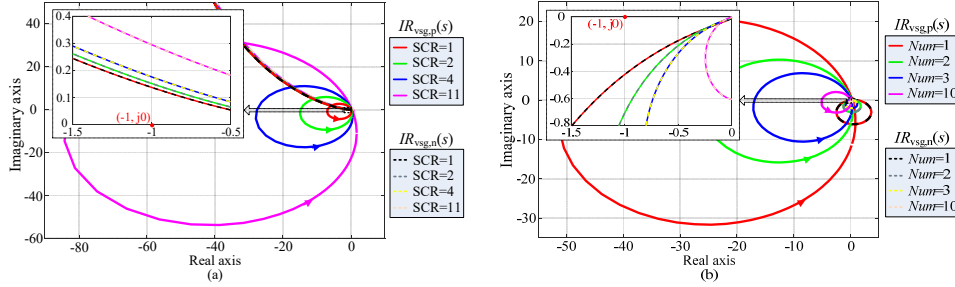 0.4
0.3
0.2
0.1
0
(-1, j0)
-1.5
-1
-0.5
40
20
0
-20
-40
-60
-80
-60
-40
-20
0
Imaginary axis
Real axis
(a)
IRvsg,p(s)
SCR=1
SCR=2
SCR=4
SCR=11
IRvsg,n(s)
SCR=1
SCR=2
SCR=4
SCR=11
0
-0.2
-0.4
-0.6
-0.8
(-1, j0)
-1.5
-1
-0.5
0
20
10
0
-10
-20
-30
-50
-40
-30
-20
-10
0
Imaginary axis
Real axis
(b)
IRvsg,p(s)
Num=1
Num=2
Num=3
Num=10
IRvsg,n(s)
Num=1
Num=2
Num=3
Num=10